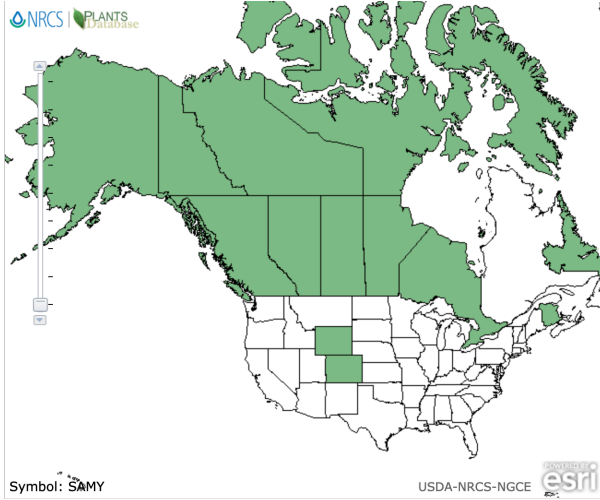 NRCS PLANTS
Database
Symbol: SAMY
USDA-NRCS-NGCE
POWERED BY
esri